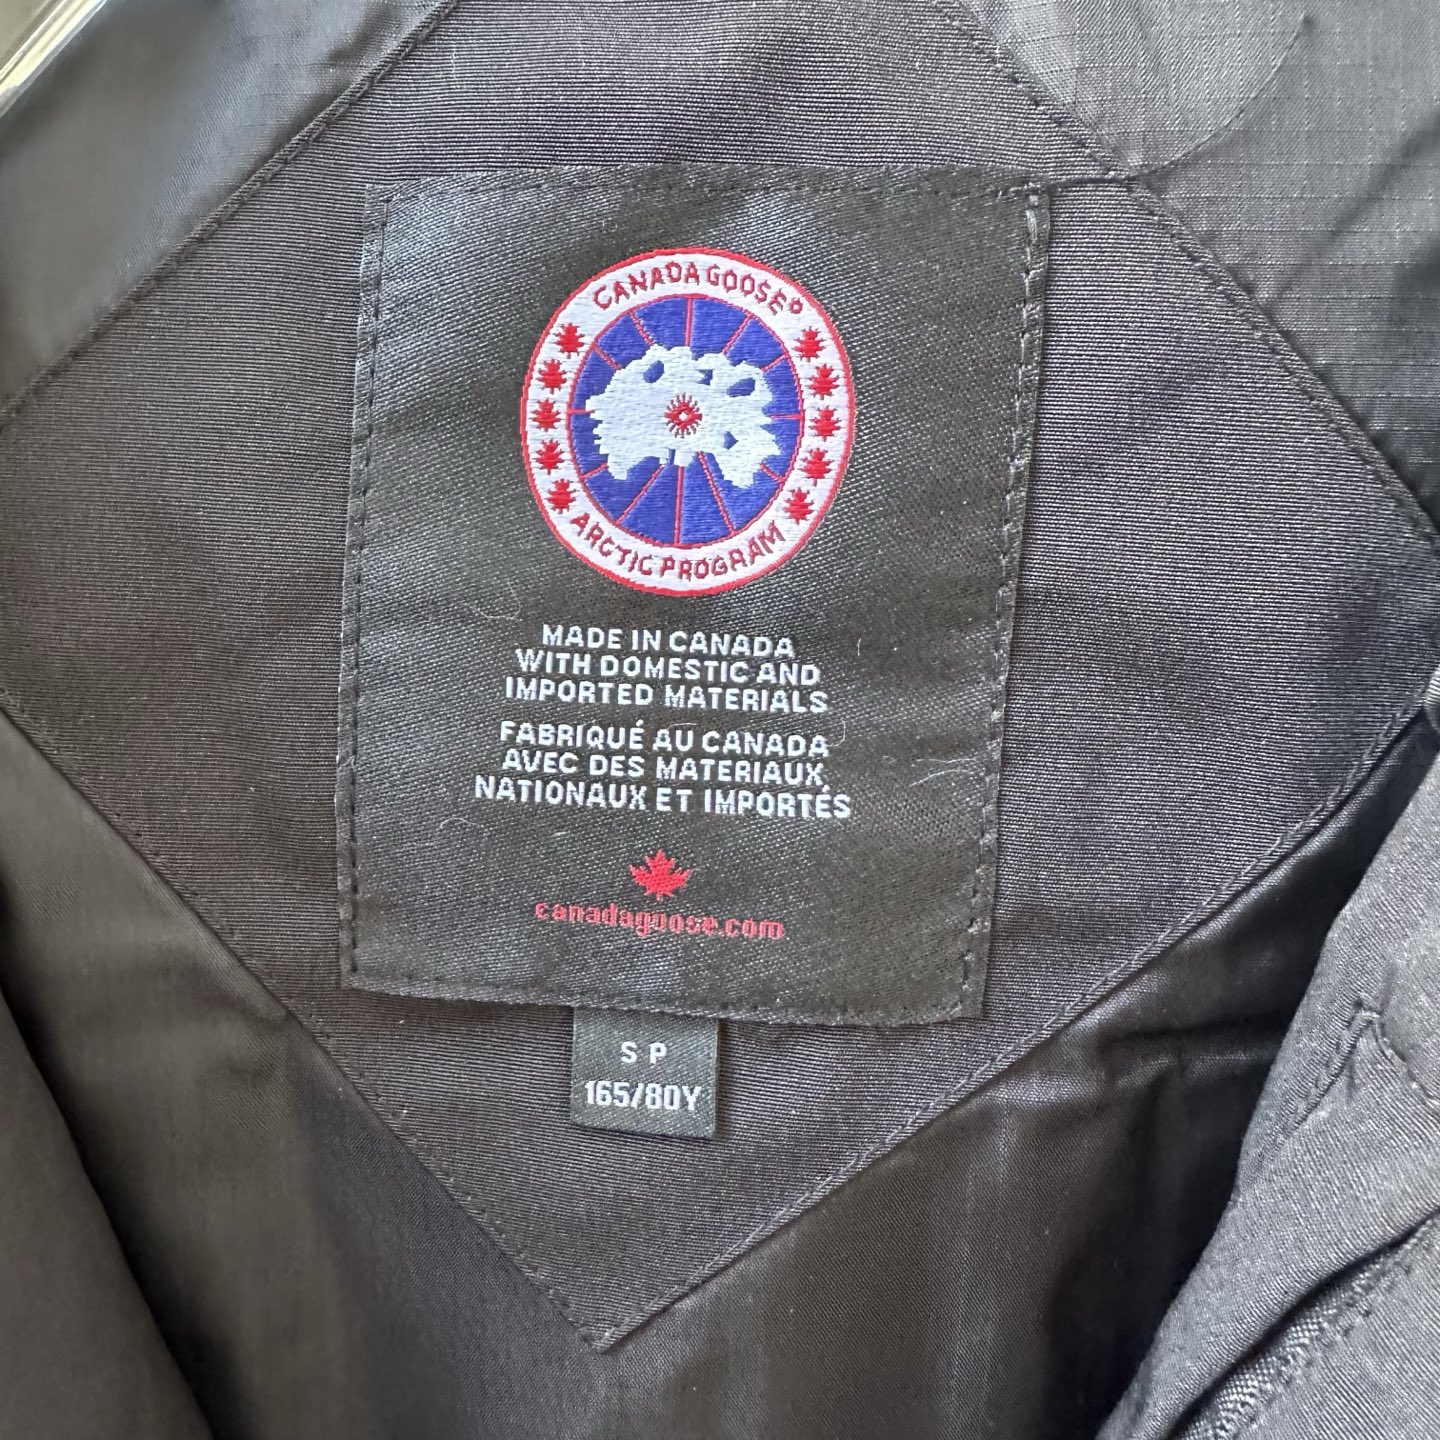 CANADA GOOSE®
ARCTIC PROGRAM
MADE IN CANADA
WITH DOMESTIC AND
IMPORTED MATERIALS
FABRIQUÉ AU CANADA
AVEC DES MATERIAUX
NATIONAUX ET IMPORTÉS
canadagoose.com
S P
165/80Y